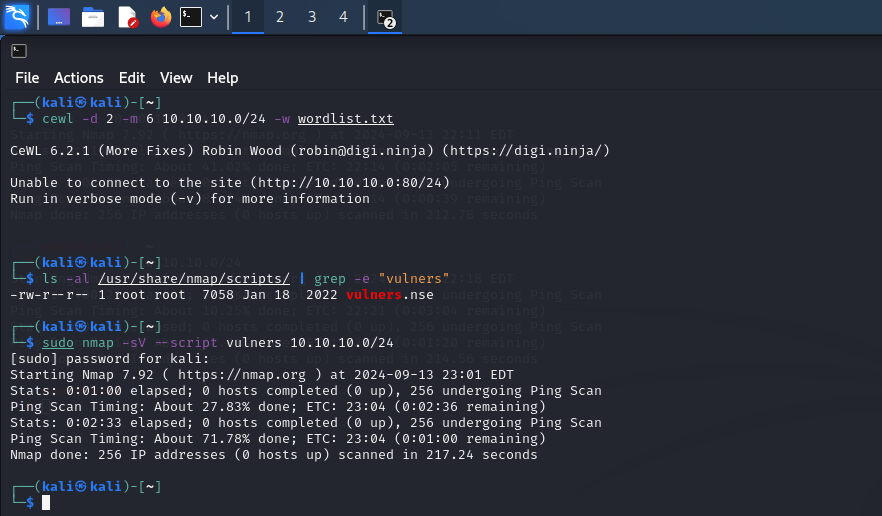 1 2 3 4 2
File Actions Edit View Help
┌──(kali㉿kali)-[~]
└─$ cewl -d 2 -m 6 10.10.10.0/24 -w wordlist.txt
CeWL 6.2.1 (More Fixes) Robin Wood (robin@digi.ninja) (https://digi.ninja/)
Unable to connect to the site (http://10.10.10.0:80/24)
Run in verbose mode (-v) for more information
┌──(kali㉿kali)-[~]
└─$ ls -al /usr/share/nmap/scripts/ | grep -e "vulners"
-rw-r--r-- 1 root root  7058 Jan 18  2022 vulners.nse
┌──(kali㉿kali)-[~]
└─$ sudo nmap -sV --script vulners 10.10.10.0/24
[sudo] password for kali:
Starting Nmap 7.92 ( https://nmap.org ) at 2024-09-13 23:01 EDT
Stats: 0:01:00 elapsed; 0 hosts completed (0 up), 256 undergoing Ping Scan
Ping Scan Timing: About 27.83% done; ETC: 23:04 (0:02:36 remaining)
Stats: 0:02:33 elapsed; 0 hosts completed (0 up), 256 undergoing Ping Scan
Ping Scan Timing: About 71.78% done; ETC: 23:04 (0:01:00 remaining)
Nmap done: 256 IP addresses (0 hosts up) scanned in 217.24 seconds
┌──(kali㉿kali)-[~]
└─$